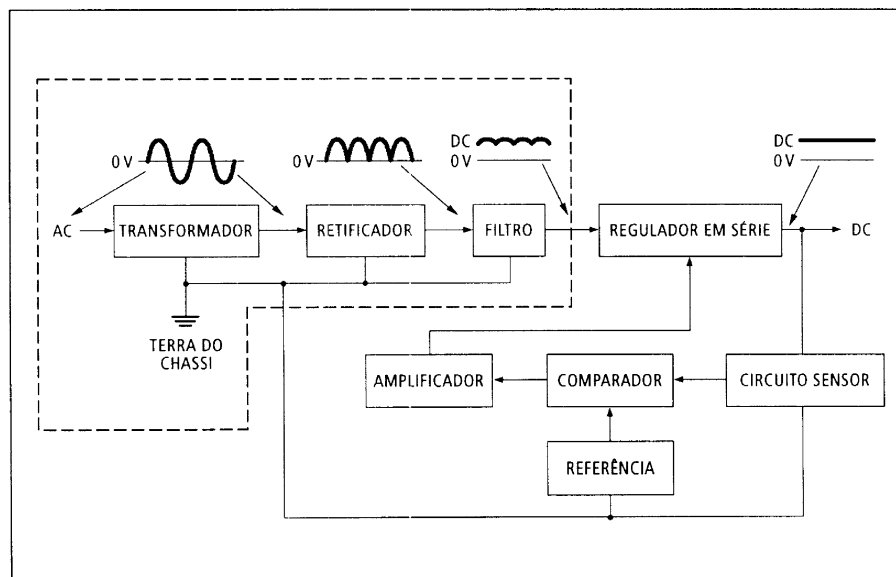 0 V
0 V
DC
0 V
DC
0 V
AC
TRANSFORMADOR
RETIFICADOR
FILTRO
REGULADOR EM SÉRIE
DC
TERRA DO
CHASSI
AMPLIFICADOR
COMPARADOR
CIRCUITO SENSOR
REFERÊNCIA